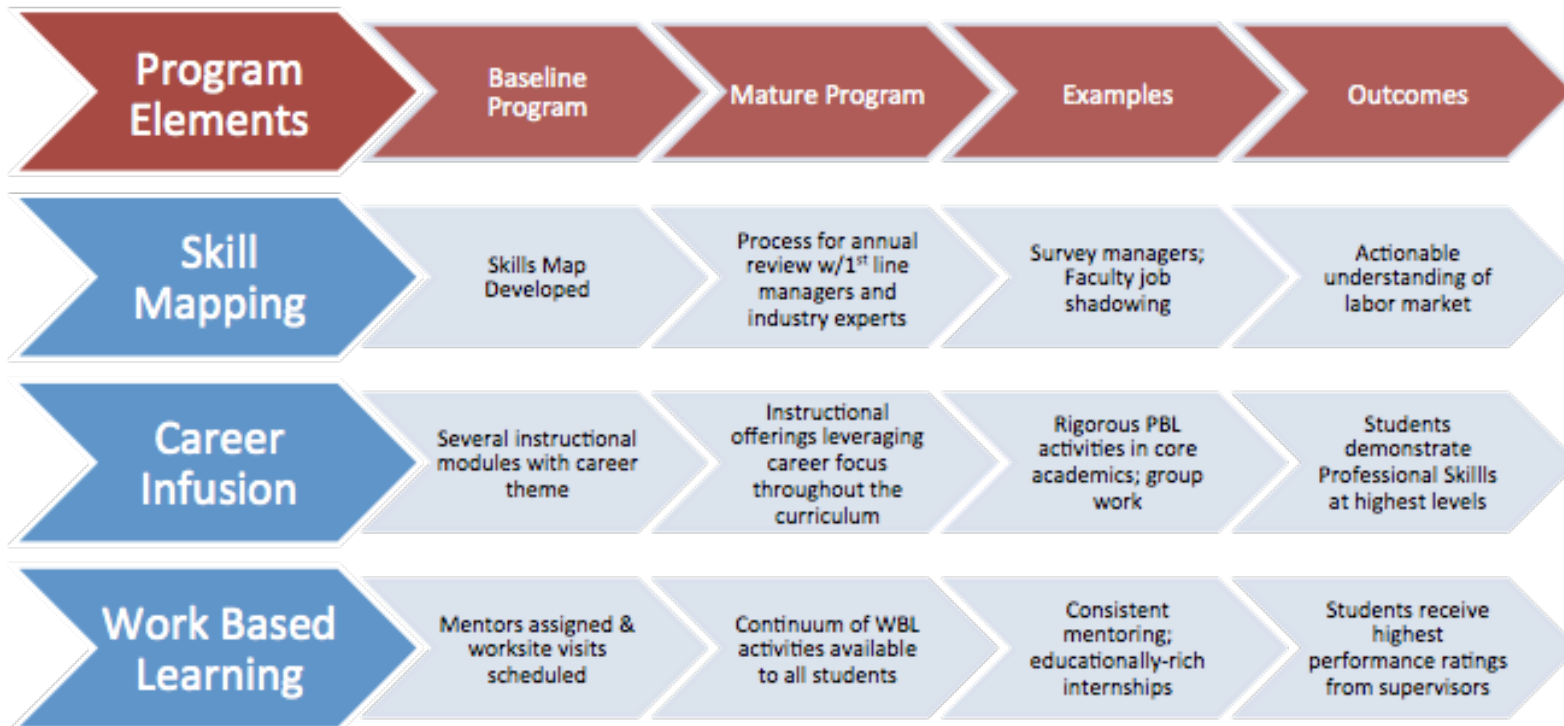 Program
Elements
Baseline
Program
Mature Program
Examples
Outcomes
Skill
Mapping
Skills Map
Developed
Process for annual
review w/1st line
managers and
industry experts
Survey managers;
Faculty job
shadowing
Actionable
understanding of
labor market
Career
Infusion
Several instructional
modules with career
theme
Instructional
offerings leveraging
career focus
throughout the
curriculum
Rigorous PBL
activities in core
academics; group
work
Students
demonstrate
Professional Skillls
at highest levels
Work Based
Learning
Mentors assigned &
worksite visits
scheduled
Continuum of WBL
activities available
to all students
Consistent
mentoring;
educationally-rich
internships
Students receive
highest
performance ratings
from supervisors